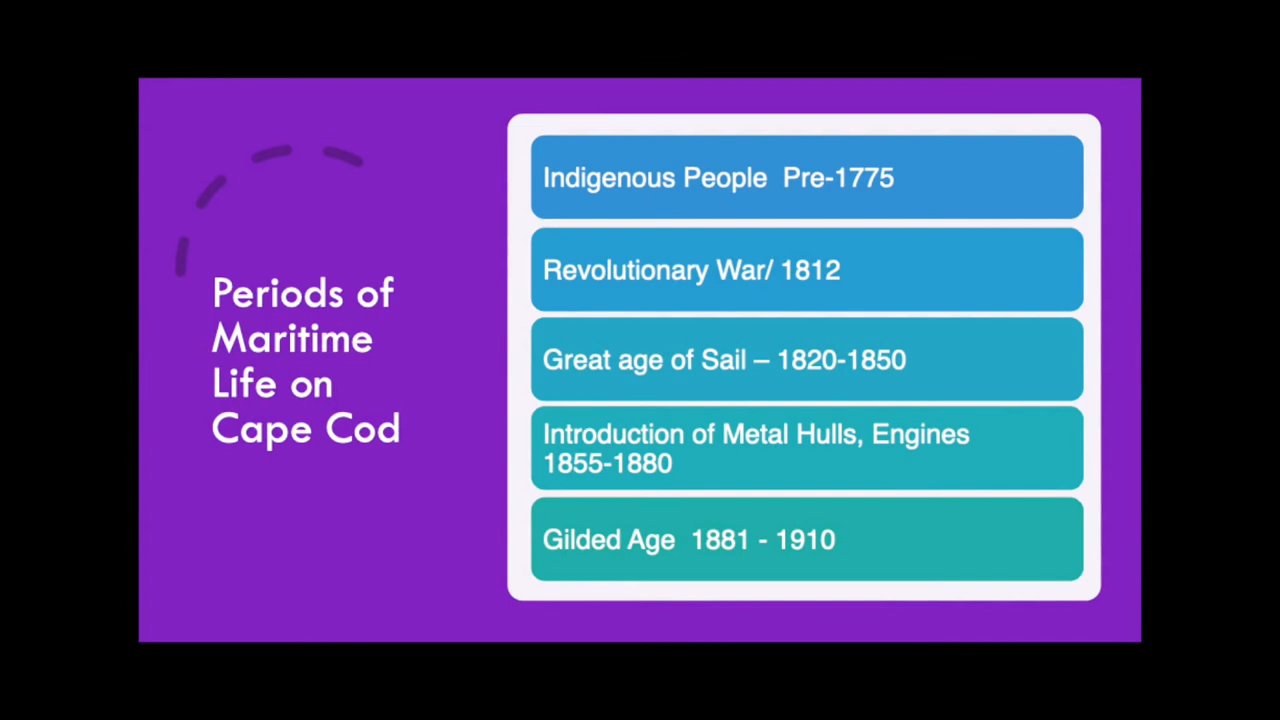 Periods of
Maritime
Life on
Cape Cod
Indigenous People  Pre-1775
Revolutionary War/ 1812
Great age of Sail – 1820-1850
Introduction of Metal Hulls, Engines
1855-1880
Gilded Age  1881 - 1910